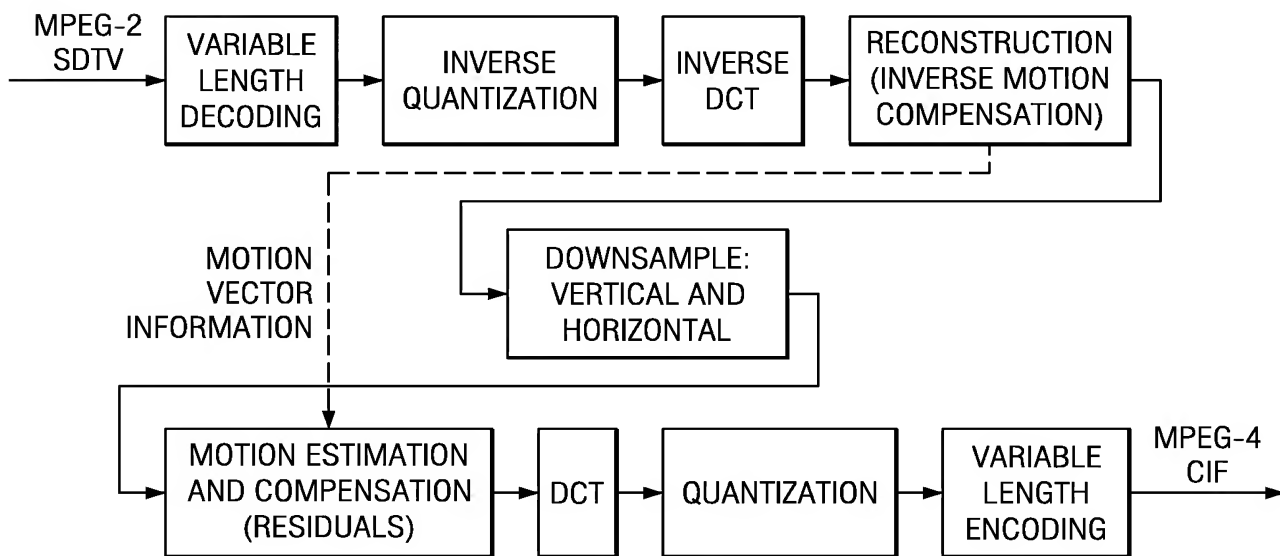 MPEG-2
SDTV
VARIABLE
LENGTH
DECODING
INVERSE
QUANTIZATION
INVERSE
DCT
RECONSTRUCTION
(INVERSE MOTION
COMPENSATION)
MOTION
VECTOR
INFORMATION
DOWNSAMPLE:
VERTICAL AND
HORIZONTAL
MOTION ESTIMATION
AND COMPENSATION
(RESIDUALS)
DCT
QUANTIZATION
VARIABLE
LENGTH
ENCODING
MPEG-4
CIF